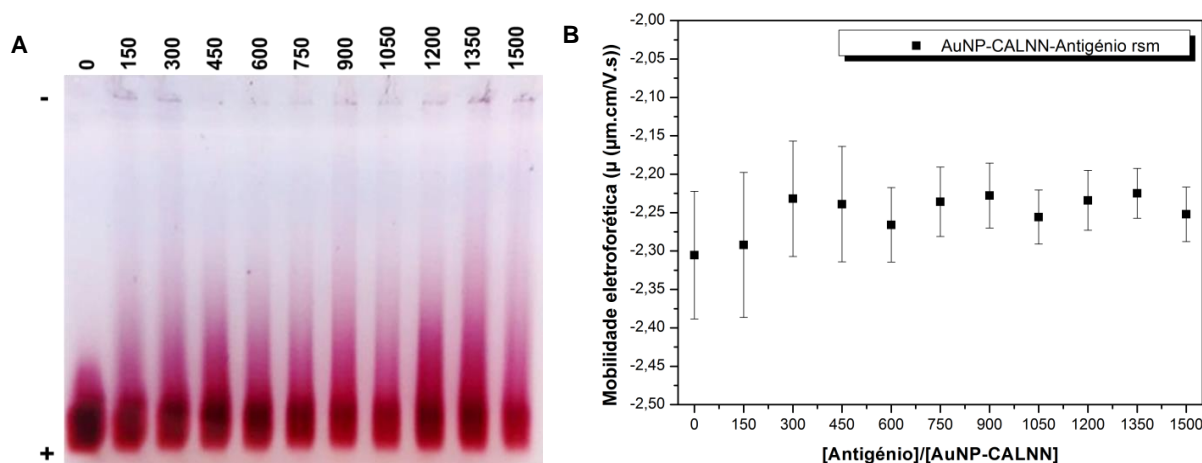 A
0 150 300 450 600 750 900 1050 1200 1350 1500
-
+
B
AuNP-CALNN-Antigénio rsm
Mobilidade eletroforética (µ (µm.cm/V.s))
-2,00
-2,05
-2,10
-2,15
-2,20
-2,25
-2,30
-2,35
-2,40
-2,45
-2,50
0 150 300 450 600 750 900 1050 1200 1350 1500
[Antigénio]/[AuNP-CALNN]